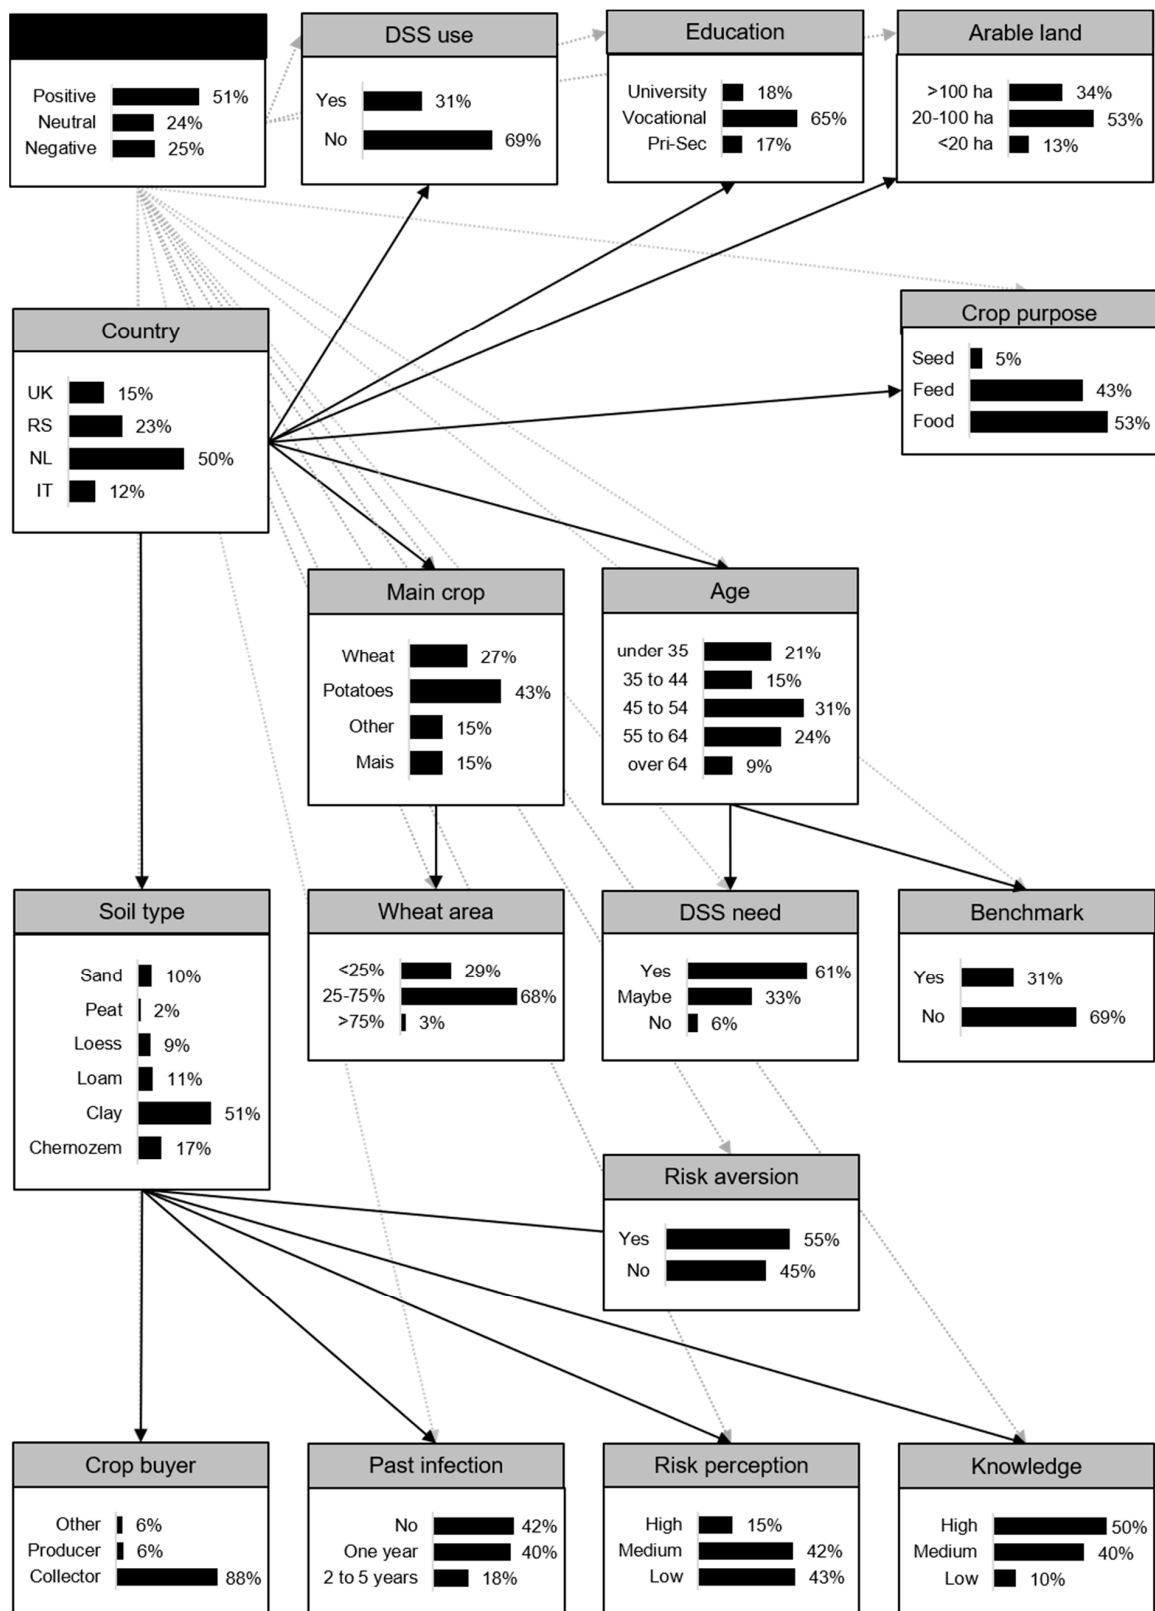 DSS use
Yes 31%
No 69%
Education
University 18%
Vocational 65%
Pri-Sec 17%
Arable land
>100 ha 34%
20-100 ha 53%
<20 ha 13%
Positive 51%
Neutral 24%
Negative 25%
Country
UK 15%
RS 23%
NL 50%
IT 12%
Crop purpose
Seed 5%
Feed 43%
Food 53%
Main crop
Wheat 27%
Potatoes 43%
Other 15%
Mais 15%
Age
under 35 21%
35 to 44 15%
45 to 54 31%
55 to 64 24%
over 64 9%
Soil type
Sand 10%
Peat 2%
Loess 9%
Loam 11%
Clay 51%
Chernozem 17%
Wheat area
<25% 29%
25-75% 68%
>75% 3%
DSS need
Yes 61%
Maybe 33%
No 6%
Benchmark
Yes 31%
No 69%
Risk aversion
Yes 55%
No 45%
Crop buyer
Other 6%
Producer 6%
Collector 88%
Past infection
No 42%
One year 40%
2 to 5 years 18%
Risk perception
High 15%
Medium 42%
Low 43%
Knowledge
High 50%
Medium 40%
Low 10%